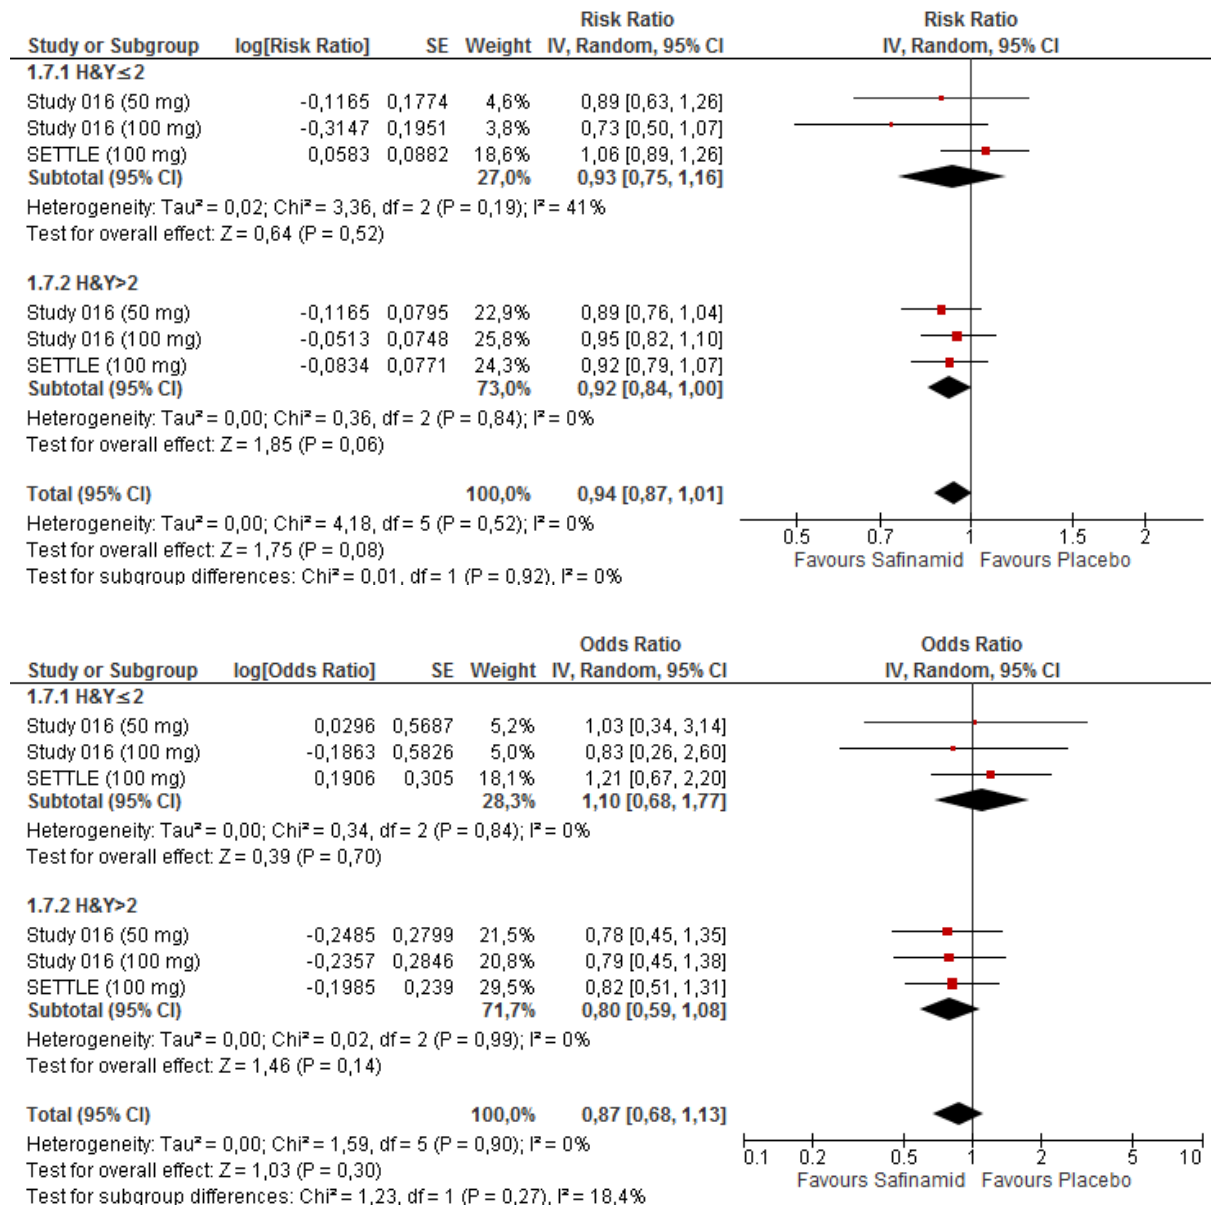 Risk Ratio Risk Ratio
Study or Subgroup log[Risk Ratio] SE Weight IV, Random, 95% CI IV, Random, 95% CI
1.7.1 H&Y≤2
Study 016 (50 mg) -0,1165 0,1774 4,6% 0,89 [0,63, 1,26]
Study 016 (100 mg) -0,3147 0,1951 3,8% 0,73 [0,50, 1,07]
SETTLE (100 mg) 0,0583 0,0882 18,6% 1,06 [0,89, 1,26]
Subtotal (95% CI) 27,0% 0,93 [0,75, 1,16]
Heterogeneity: Tau² = 0,02; Chi² = 3,36, df = 2 (P = 0,19); I² = 41%
Test for overall effect: Z = 0,64 (P = 0,52)
1.7.2 H&Y>2
Study 016 (50 mg) -0,1165 0,0795 22,9% 0,89 [0,76, 1,04]
Study 016 (100 mg) -0,0513 0,0748 25,8% 0,95 [0,82, 1,10]
SETTLE (100 mg) -0,0834 0,0771 24,3% 0,92 [0,79, 1,07]
Subtotal (95% CI) 73,0% 0,92 [0,84, 1,00]
Heterogeneity: Tau² = 0,00; Chi² = 0,36, df = 2 (P = 0,84); I² = 0%
Test for overall effect: Z = 1,85 (P = 0,06)
Total (95% CI) 100,0% 0,94 [0,87, 1,01]
Heterogeneity: Tau² = 0,00; Chi² = 4,18, df = 5 (P = 0,52); I² = 0%
Test for overall effect: Z = 1,75 (P = 0,08)
Test for subgroup differences: Chi² = 0,01, df = 1 (P = 0,92), I² = 0%
0.5 0.7 1 1.5 2
Favours Safinamid Favours Placebo
Odds Ratio Odds Ratio
Study or Subgroup log[Odds Ratio] SE Weight IV, Random, 95% CI IV, Random, 95% CI
1.7.1 H&Y≤2
Study 016 (50 mg) 0,0296 0,5687 5,2% 1,03 [0,34, 3,14]
Study 016 (100 mg) -0,1863 0,5826 5,0% 0,83 [0,26, 2,60]
SETTLE (100 mg) 0,1906 0,305 18,1% 1,21 [0,67, 2,20]
Subtotal (95% CI) 28,3% 1,10 [0,68, 1,77]
Heterogeneity: Tau² = 0,00; Chi² = 0,34, df = 2 (P = 0,84); I² = 0%
Test for overall effect: Z = 0,39 (P = 0,70)
1.7.2 H&Y>2
Study 016 (50 mg) -0,2485 0,2799 21,5% 0,78 [0,45, 1,35]
Study 016 (100 mg) -0,2357 0,2846 20,8% 0,79 [0,45, 1,38]
SETTLE (100 mg) -0,1985 0,239 29,5% 0,82 [0,51, 1,31]
Subtotal (95% CI) 71,7% 0,80 [0,59, 1,08]
Heterogeneity: Tau² = 0,00; Chi² = 0,02, df = 2 (P = 0,99); I² = 0%
Test for overall effect: Z = 1,46 (P = 0,14)
Total (95% CI) 100,0% 0,87 [0,68, 1,13]
Heterogeneity: Tau² = 0,00; Chi² = 1,59, df = 5 (P = 0,90); I² = 0%
Test for overall effect: Z = 1,03 (P = 0,30)
Test for subgroup differences: Chi² = 1,23, df = 1 (P = 0,27), I² = 18,4%
0.1 0.2 0.5 1 2 5 10
Favours Safinamid Favours Placebo